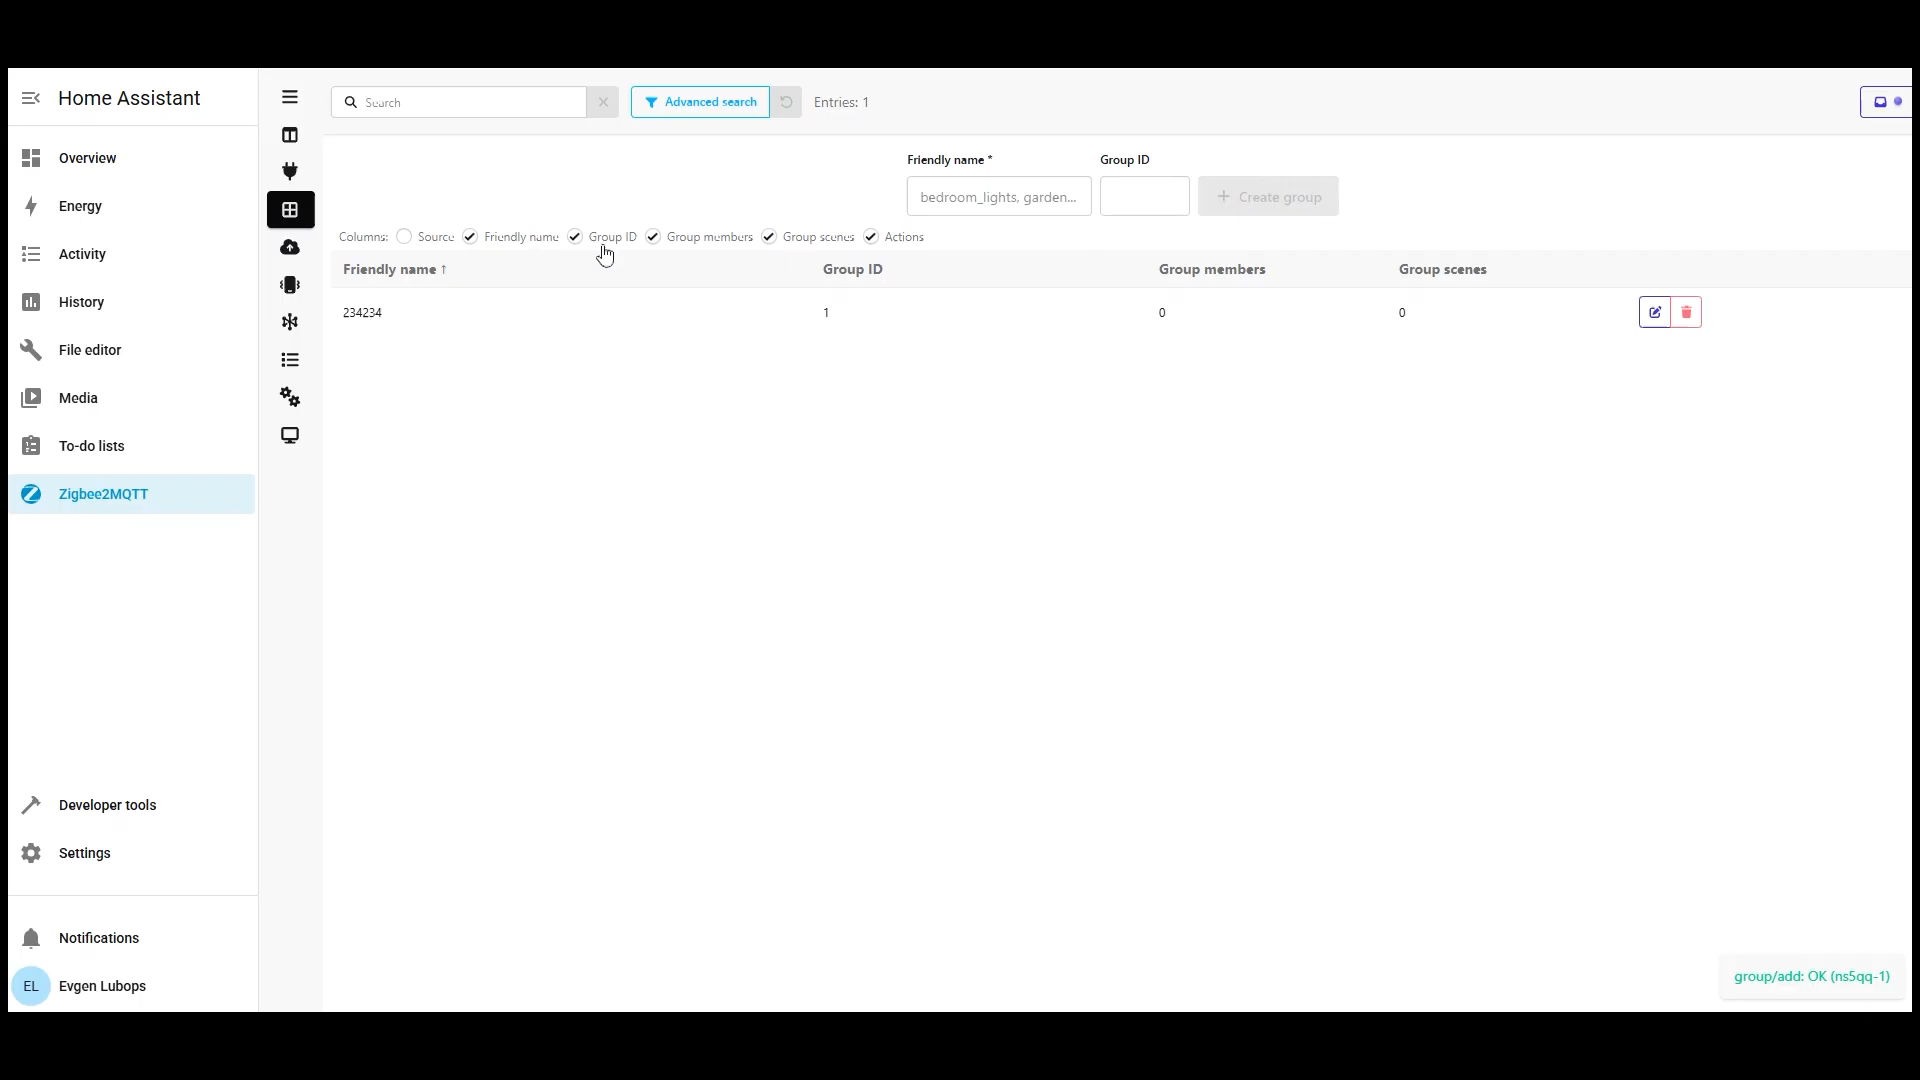 Home Assistant
Overview
Energy
Activity
History
File editor
Media
To-do lists
Zigbee2MQTT
Developer tools
Settings
Notifications
EL Evgen Lubops
Search
Advanced search
Entries: 1
Friendly name * Group ID
bedroom_lights, garden...
Create group
Columns: Source Friendly name Group ID Group members Group scenes Actions
Friendly name ↑ Group ID Group members Group scenes
234234 1 0 0
group/add: OK (ns5qq-1)